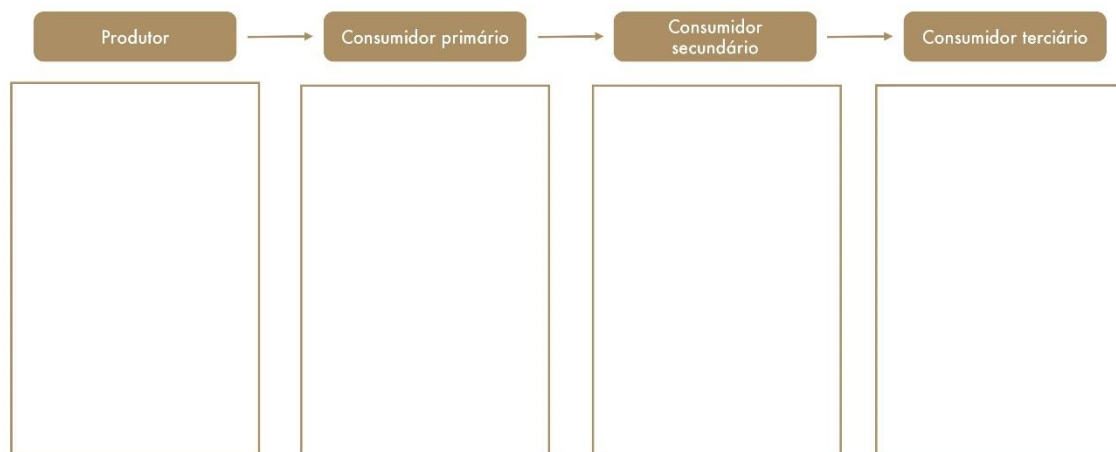 Produtor
Consumidor primário
Consumidor
secundário
Consumidor terciário